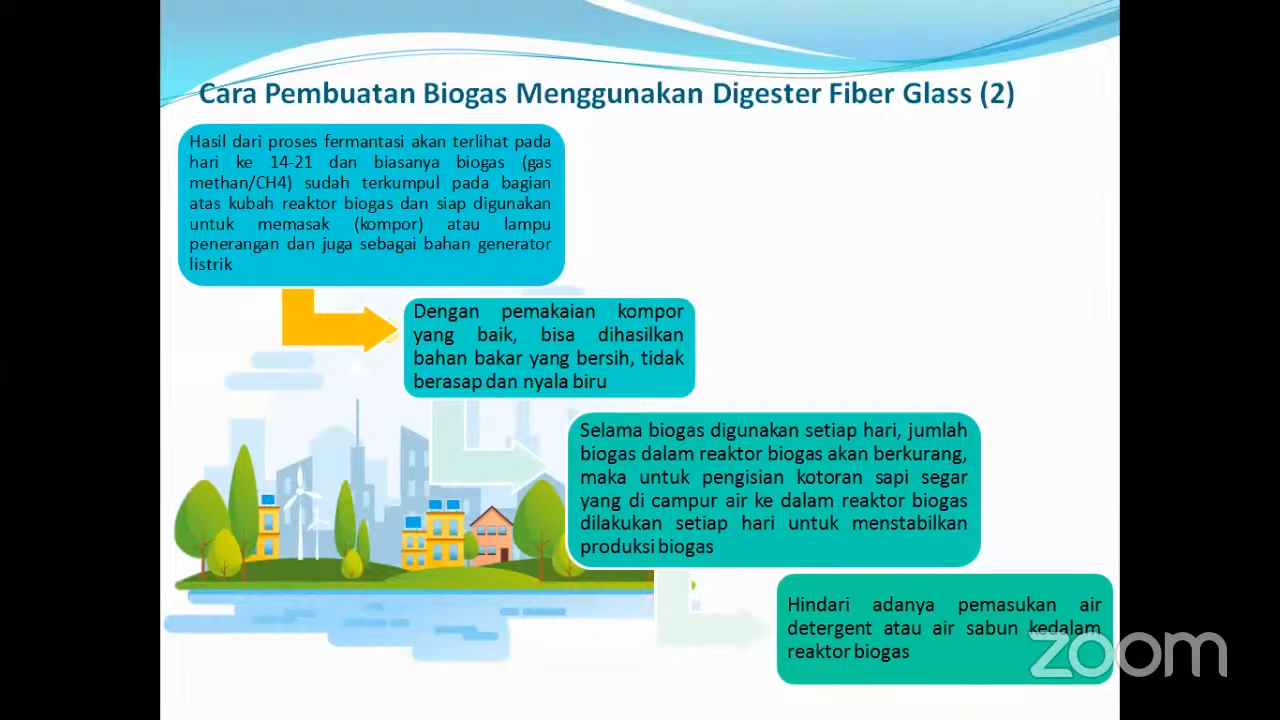 Cara Pembuatan Biogas Menggunakan Digester Fiber Glass (2)
Hasil dari proses fermantasi akan terlihat pada
hari ke 14-21 dan biasanya biogas (gas
methan/CH4) sudah terkumpul pada bagian
atas kubah reaktor biogas dan siap digunakan
untuk memasak (kompor) atau lampu
penerangan dan juga sebagai bahan generator
listrik
Dengan pemakaian kompor
yang baik, bisa dihasilkan
bahan bakar yang bersih, tidak
berasap dan nyala biru
Selama biogas digunakan setiap hari, jumlah
biogas dalam reaktor biogas akan berkurang,
maka untuk pengisian kotoran sapi segar
yang di campur air ke dalam reaktor biogas
dilakukan setiap hari untuk menstabilkan
produksi biogas
Hindari adanya pemasukan air
detergent atau air sabun kedalam
reaktor biogas
zoom